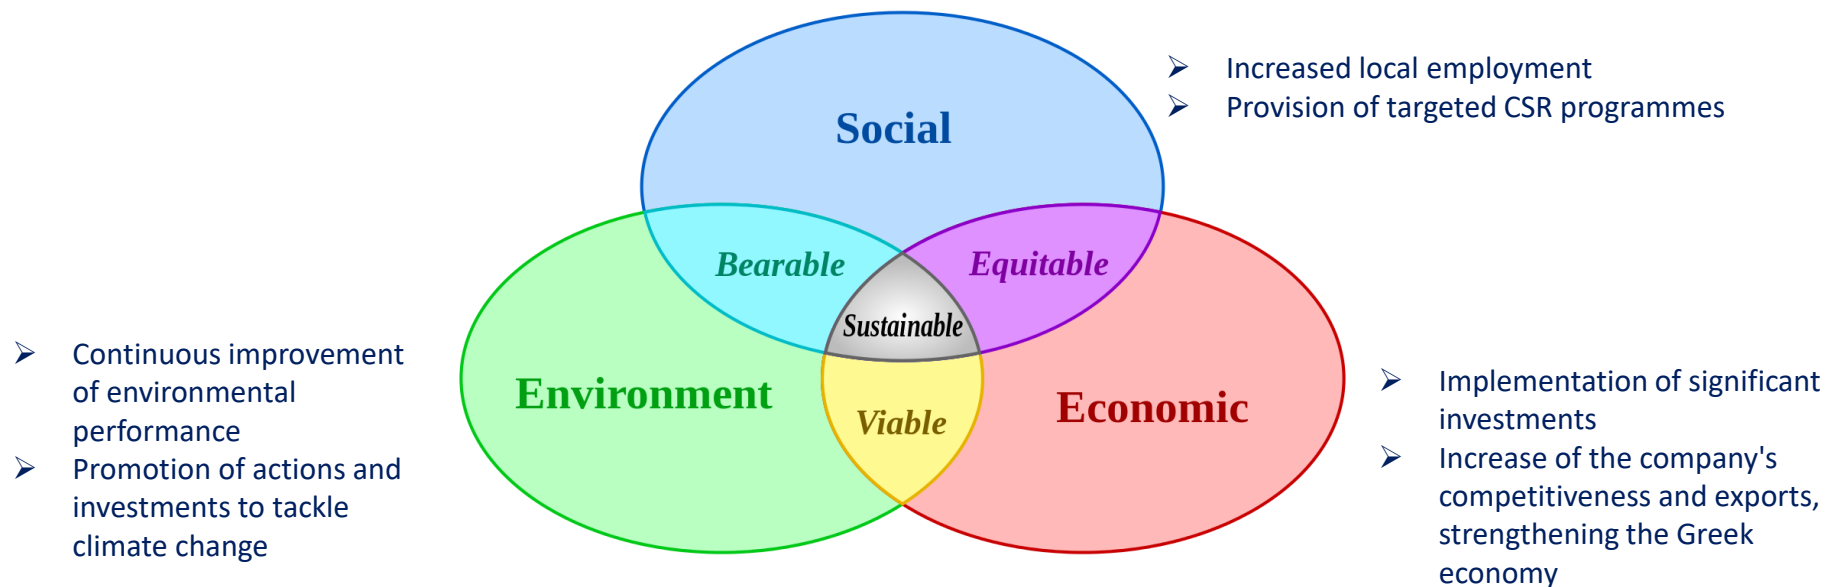 ➢ Increased local employment
➢ Provision of targeted CSR programmes
Social
Bearable
Equitable
Sustainable
Environment
Economic
Viable
➢ Continuous improvement
of environmental
performance
➢ Promotion of actions and
investments to tackle
climate change
➢ Implementation of significant
investments
➢ Increase of the company's
competitiveness and exports,
strengthening the Greek
economy